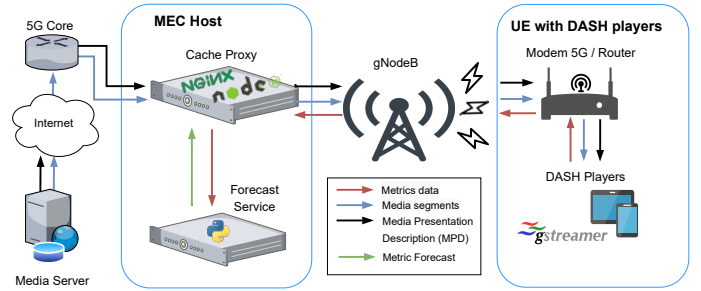 5G Core
MEC Host
Cache Proxy
NGiNX
node
JS
Internet
Media Server
Forecast
Service
gNodeB
Metrics data
Media segments
Media Presentation
Description (MPD)
Metric Forecast
UE with DASH players
Modem 5G / Router
DASH Players
gstreamer